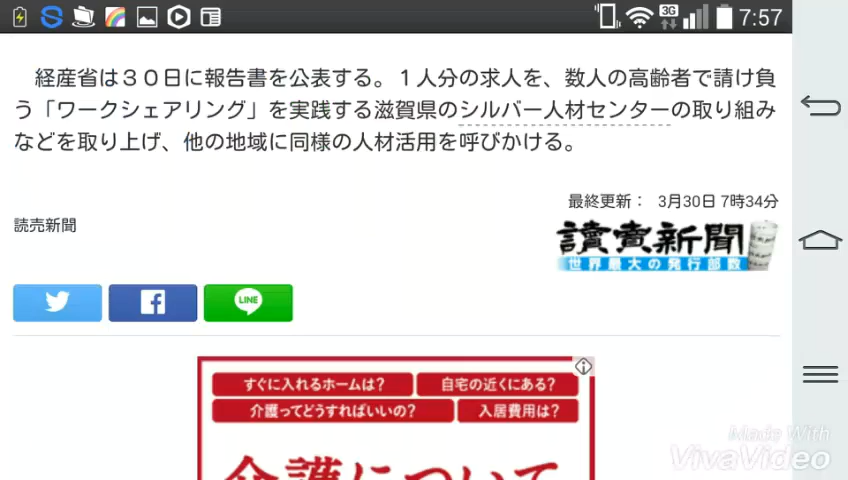 3G 7:57
経産省は３０日に報告書を公表する。１人分の求人を、数人の高齢者で請け負
う「ワークシェアリング」を実践する滋賀県のシルバー人材センターの取り組み
などを取り上げ、他の地域に同様の人材活用を呼びかける。
最終更新： 3月30日 7時34分
読売新聞
讀賣新聞
世界最大の発行部数
LINE
すぐに入れるホームは? 自宅の近くにある?
介護ってどうすればいいの? 入居費用は?
介護について
Made With
VivaVideo